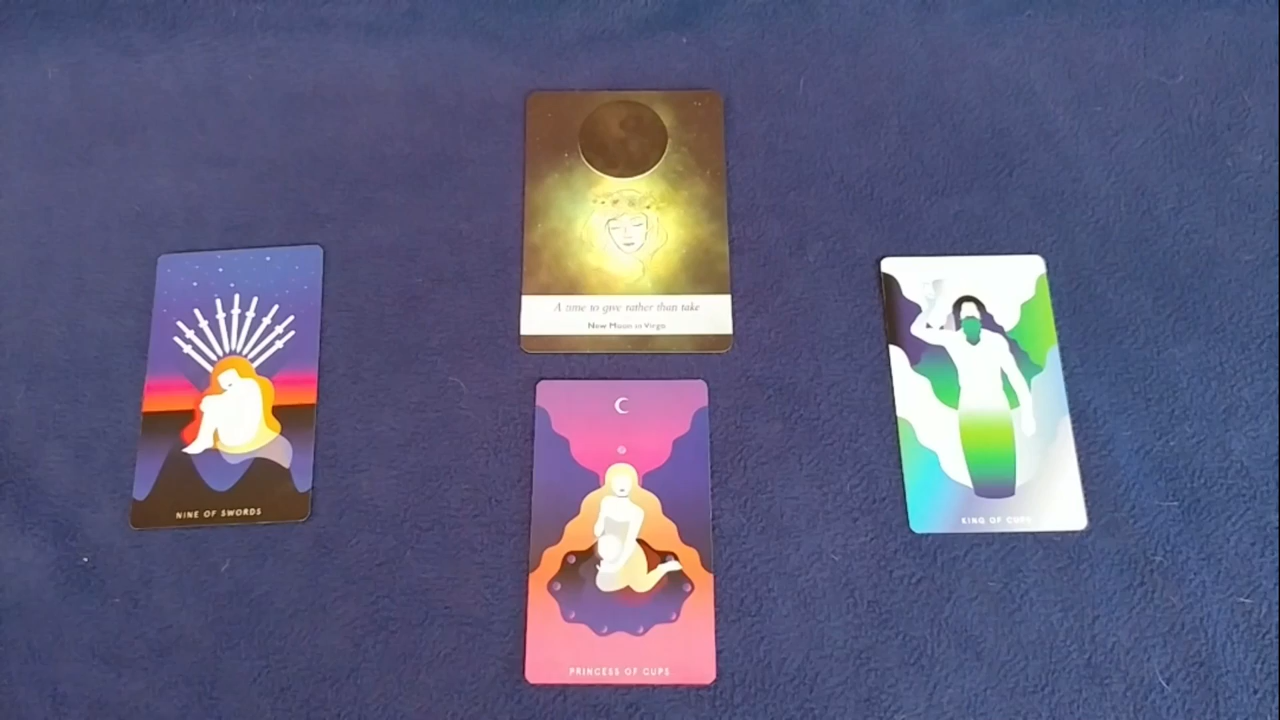 A time to give rather than take
New Moon in Virgo
NINE OF SWORDS
KING OF CUPS
PRINCESS OF CUPS